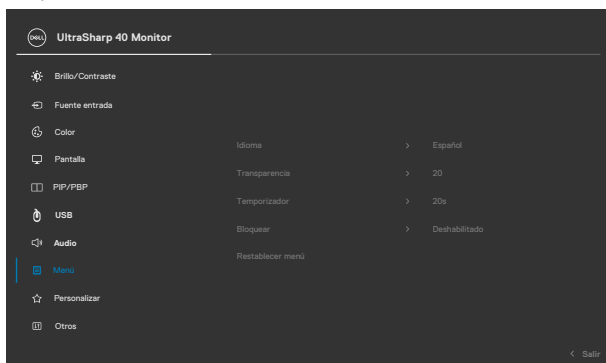 DELL UltraSharp 40 Monitor
Brillo/Contraste
Fuente entrada
Color
Pantalla
PIP/PBP
USB
Audio
Menú
Personalizar
Otros
Idioma > Español
Transparencia > 20
Temporizador > 20s
Bloquear > Deshabilitado
Restablecer menú
< Salir